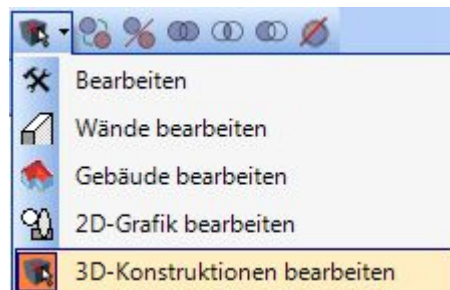 Bearbeiten
Wände bearbeiten
Gebäude bearbeiten
2D-Grafik bearbeiten
3D-Konstruktionen bearbeiten